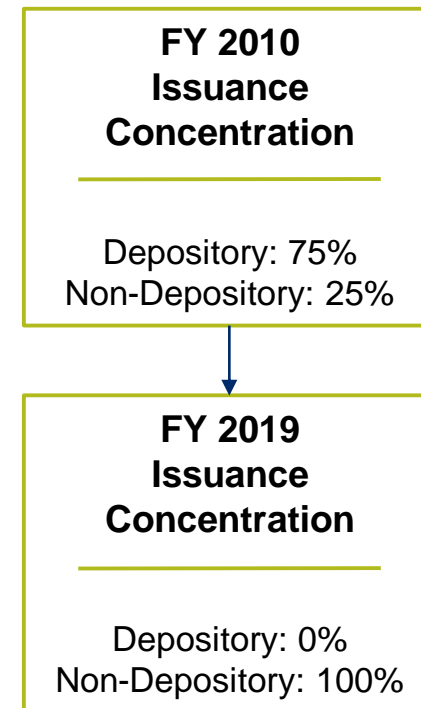 FY 2010
Issuance
Concentration
Depository: 75%
Non-Depository: 25%
FY 2019
Issuance
Concentration
Depository: 0%
Non-Depository: 100%